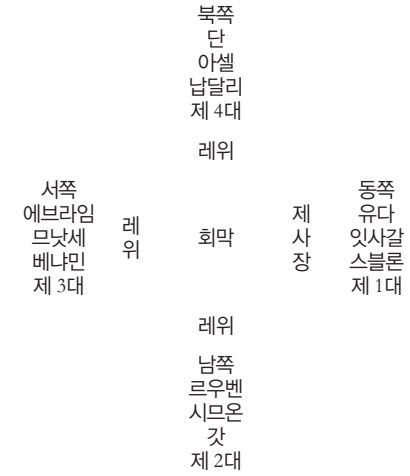 북쪽
단
아셀
납달리
제 4대
레위
서쪽
에브라임
므낫세
베냐민
제 3대
레
위
회막
제
사
장
동쪽
유다
잇사갈
스블론
제 1대
레위
남쪽
르우벤
시므온
갓
제 2대